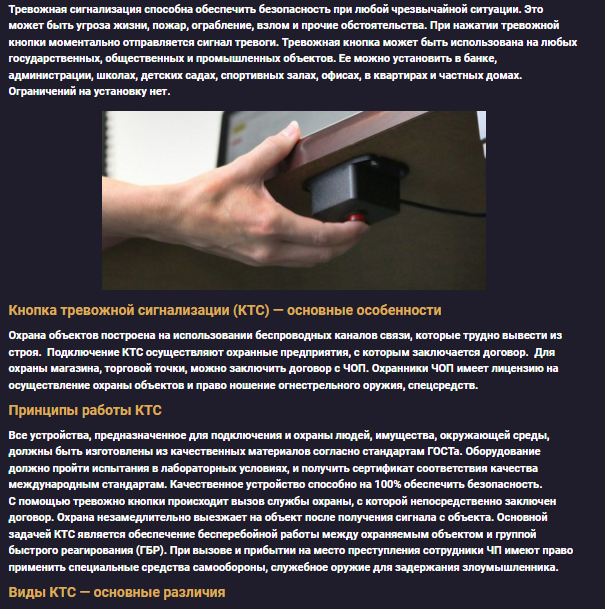 Тревожная сигнализация способна обеспечить безопасность при любой чрезвычайной ситуации. Это
может быть угроза жизни, пожар, ограбление, взлом и прочие обстоятельства. При нажатии тревожной
кнопки моментально отправляется сигнал тревоги. Тревожная кнопка может быть использована на любых
государственных, общественных и промышленных объектов. Ее можно установить в банке,
администрации, школах, детских садах, спортивных залах, офисах, в квартирах и частных домах.
Ограничений на установку нет.
Кнопка тревожной сигнализации (КТС) — основные особенности
Охрана объектов построена на использовании беспроводных каналов связи, которые трудно вывести из
строя. Подключение КТС осуществляют охранные предприятия, с которым заключается договор. Для
охраны магазина, торговой точки, можно заключить договор с ЧОП. Охранники ЧОП имеет лицензию на
осуществление охраны объектов и право ношение огнестрельного оружия, спецсредств.
Принципы работы КТС
Все устройства, предназначенное для подключения и охраны людей, имущества, окружающей среды,
должны быть изготовлены из качественных материалов согласно стандартам ГОСТа. Оборудование
должно пройти испытания в лабораторных условиях, и получить сертификат соответствия качества
международным стандартам. Качественное устройство способно на 100% обеспечить безопасность.
С помощью тревожно кнопки происходит вызов службы охраны, с которой непосредственно заключен
договор. Охрана незамедлительно выезжает на объект после получения сигнала с объекта. Основной
задачей КТС является обеспечение бесперебойной работы между охраняемым объектом и группой
быстрого реагирования (ГБР). При вызове и прибытии на место преступления сотрудники ЧП имеют право
применить специальные средства самообороны, служебное оружие для задержания злоумышленника.
Виды КТС — основные различия